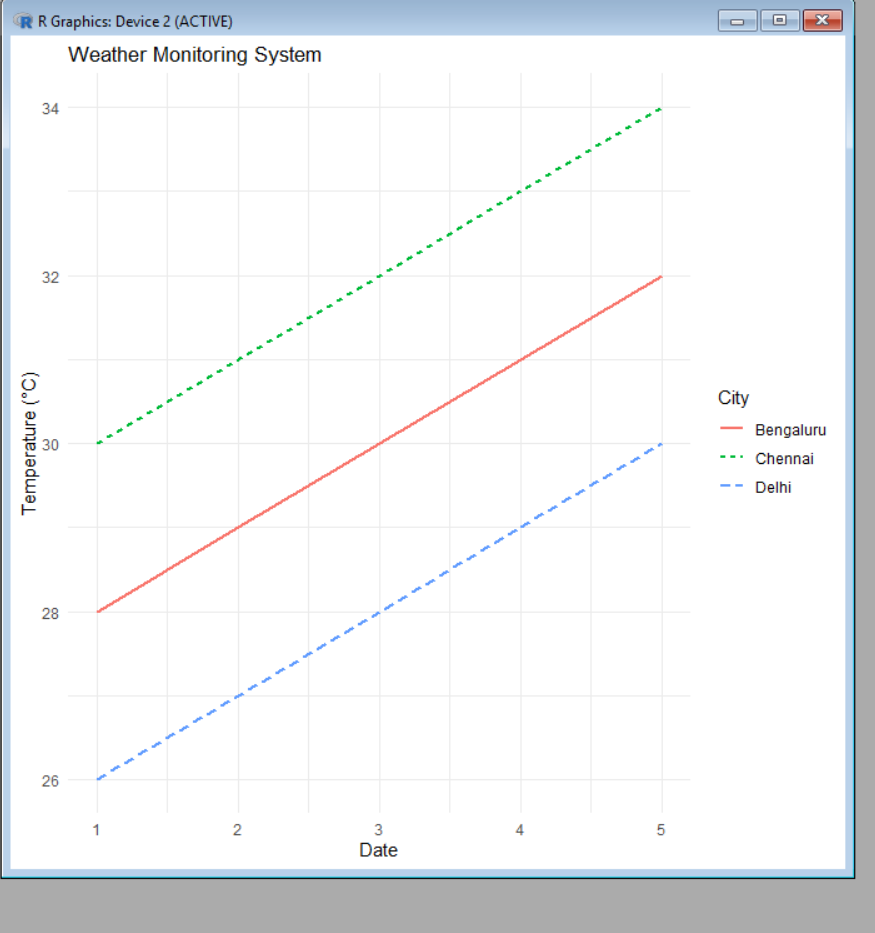 R Graphics: Device 2 (ACTIVE)
Weather Monitoring System
34
32
30
28
26
Temperature (°C)
1 2 3 4 5
Date
City
Bengaluru
Chennai
Delhi